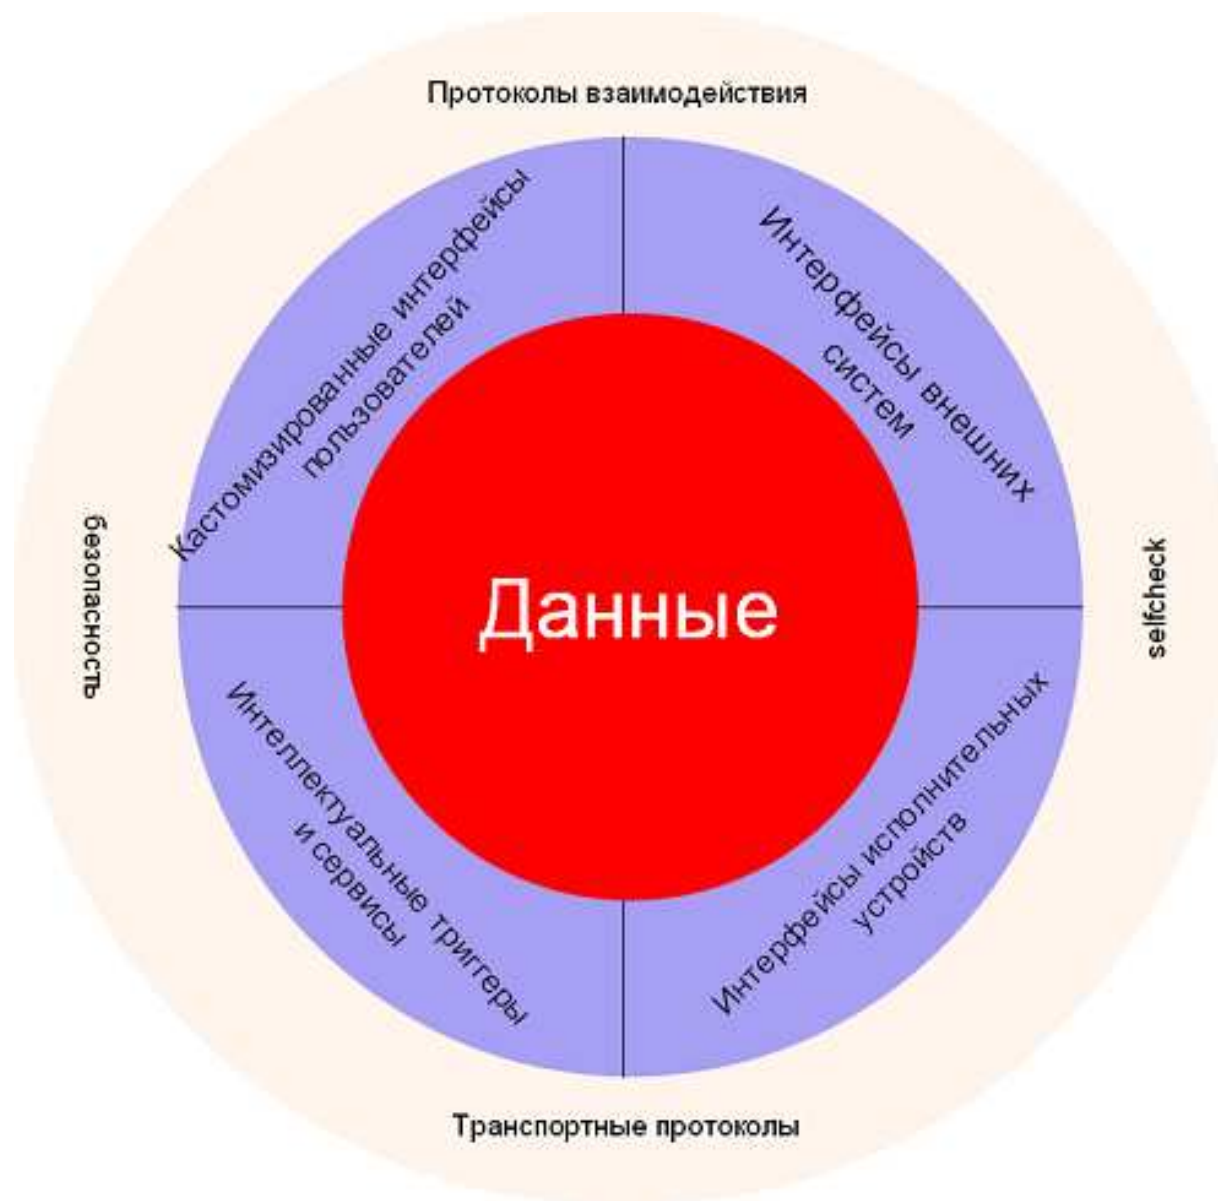 Протоколы взаимодействия
Кастомизированные интерфейсы
пользователей
Интерфейсы внешних
систем
безопасность
Данные
selfcheck
Интеллектуальные триггеры
и сервисы
Интерфейсы исполнительных
устройств
Транспортные протоколы